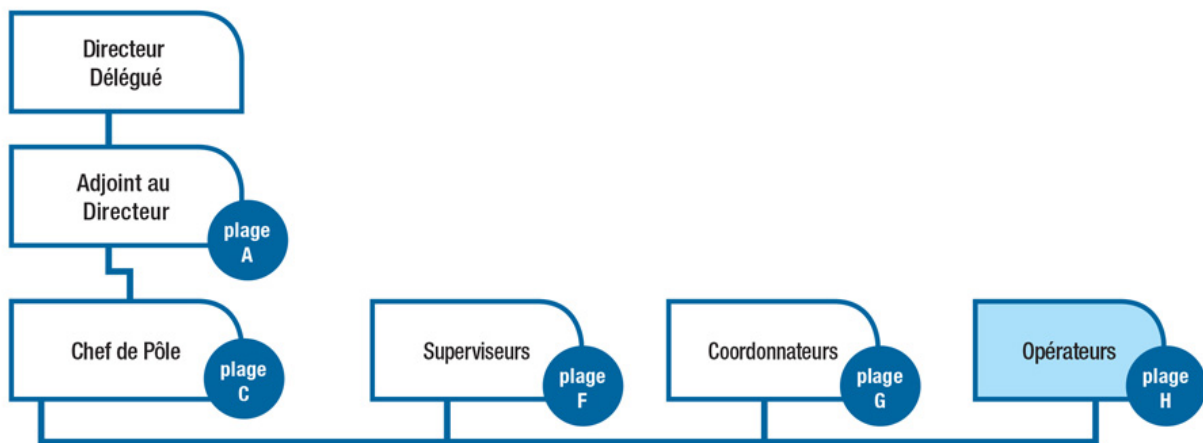 Directeur
Délégué
Adjoint au
Directeur
plage
A
Chef de Pôle
plage
C
Superviseurs
plage
F
Coordonnateurs
plage
G
Opérateurs
plage
H